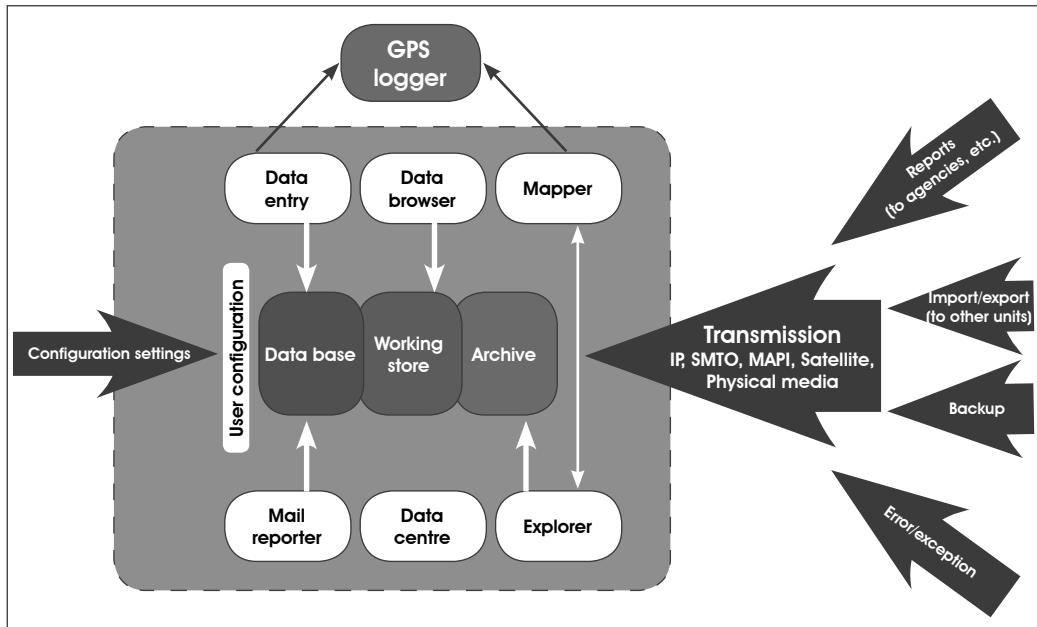 GPS
logger
Data
entry
Data
browser
Mapper
Reports
(to agencies, etc.)
Configuration settings
User configuration
Data base
Working
store
Archive
Transmission
IP, SMTO, MAPI, Satellite,
Physical media
Import/export
(to other units)
Backup
Mail
reporter
Data
centre
Explorer
Error/exception